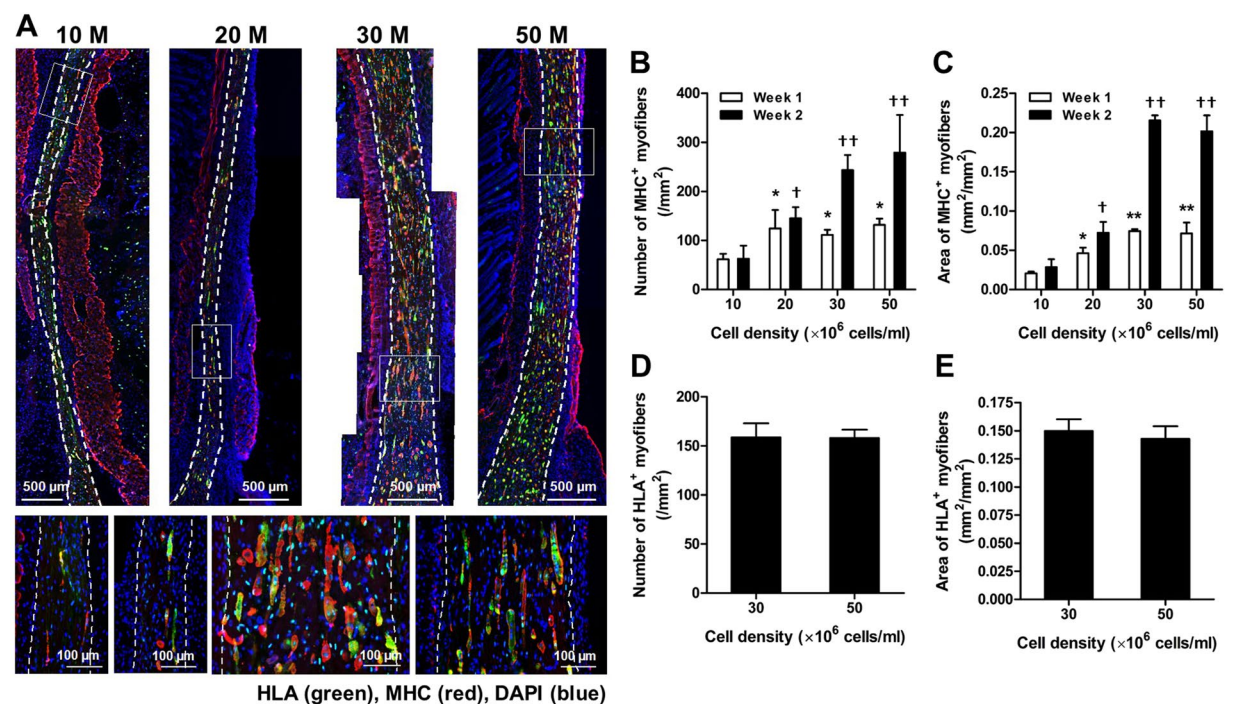 A
10 M 20 M 30 M 50 M
500 µm 500 µm 500 µm 500 µm
100 µm 100 µm 100 µm 100 µm
HLA (green), MHC (red), DAPI (blue)
B
Number of MHC⁺ myofibers
(/mm²)
400
300
200
100
0
Week 1
Week 2
* † * †† * ††
10 20 30 50
Cell density (×10⁶ cells/ml)
C
Area of MHC⁺ myofibers
(mm²/mm²)
0.25
0.20
0.15
0.10
0.05
0.00
Week 1
Week 2
* † ** †† ** ††
10 20 30 50
Cell density (×10⁶ cells/ml)
D
Number of HLA⁺ myofibers
(/mm²)
200
150
100
50
0
30 50
Cell density (×10⁶ cells/ml)
E
Area of HLA⁺ myofibers
(mm²/mm²)
0.175
0.150
0.125
0.100
0.075
0.050
0.025
0.000
30 50
Cell density (×10⁶ cells/ml)